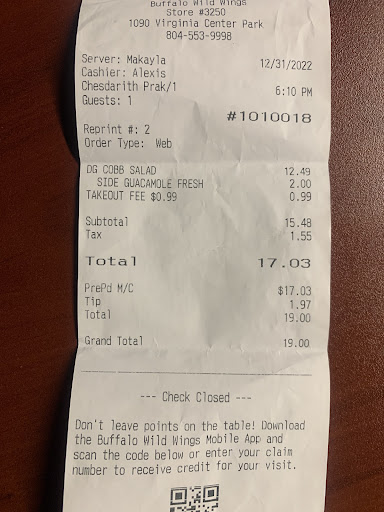 Buffalo Wild Wings
Store #3250
1090 Virginia Center Park
804-553-9998
Server: Makayla 12/31/2022
Cashier: Alexis
Chesdarith Prak/1 6:10 PM
Guests: 1
#1010018
Reprint #: 2
Order Type: Web
DG COBB SALAD 12.49
SIDE GUACAMOLE FRESH 2.00
TAKEOUT FEE $0.99 0.99
Subtotal 15.48
Tax 1.55
Total 17.03
PrePd M/C $17.03
Tip 1.97
Total 19.00
Grand Total 19.00
--- Check Closed ---
Don't leave points on the table! Download
the Buffalo Wild Wings Mobile App and
scan the code below or enter your claim
number to receive credit for your visit.